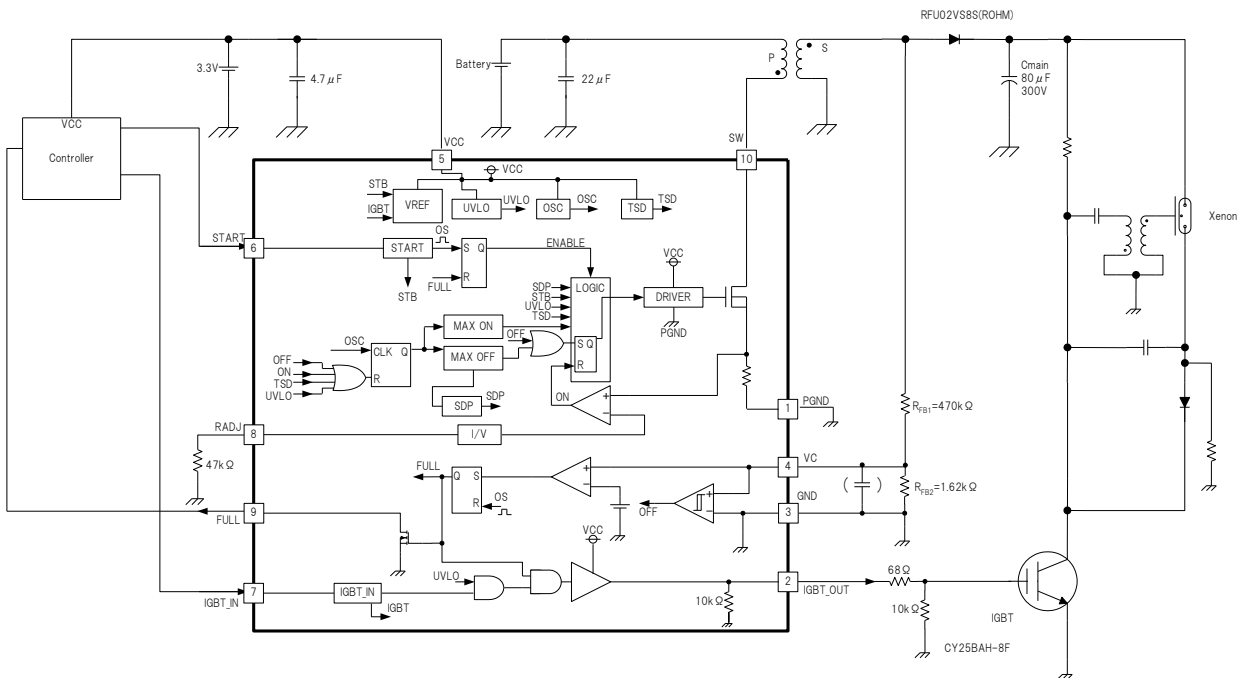 RFU02VS8S(ROHM)
3.3V
4.7μF
Battery
22μF
P
S
Cmain
80μF
300V
VCC
Controller
VCC
5
SW
10
VCC
STB
IGBT
VREF
UVLO
UVLO
OSC
OSC
TSD
TSD
Xenon
START
6
START
OS
S Q
R
FULL
STB
ENABLE
LOGIC
SDP
STB
UVLO
TSD
VCC
DRIVER
PGND
MAX ON
OFF
MAX OFF
S Q
R
OSC
CLK Q
R
OFF
ON
TSD
UVLO
SDP
SDP
ON
+
−
1
PGND
RFB1=470kΩ
RADJ
8
I/V
47kΩ
4
VC
FULL
Q S
R
OS
+
−
OFF
+
−
( )
RFB2=1.62kΩ
GND
3
9
FULL
VCC
UVLO
7
IGBT_IN
IGBT_IN
IGBT
10kΩ
2
IGBT_OUT
68Ω
10kΩ
IGBT
CY25BAH-8F